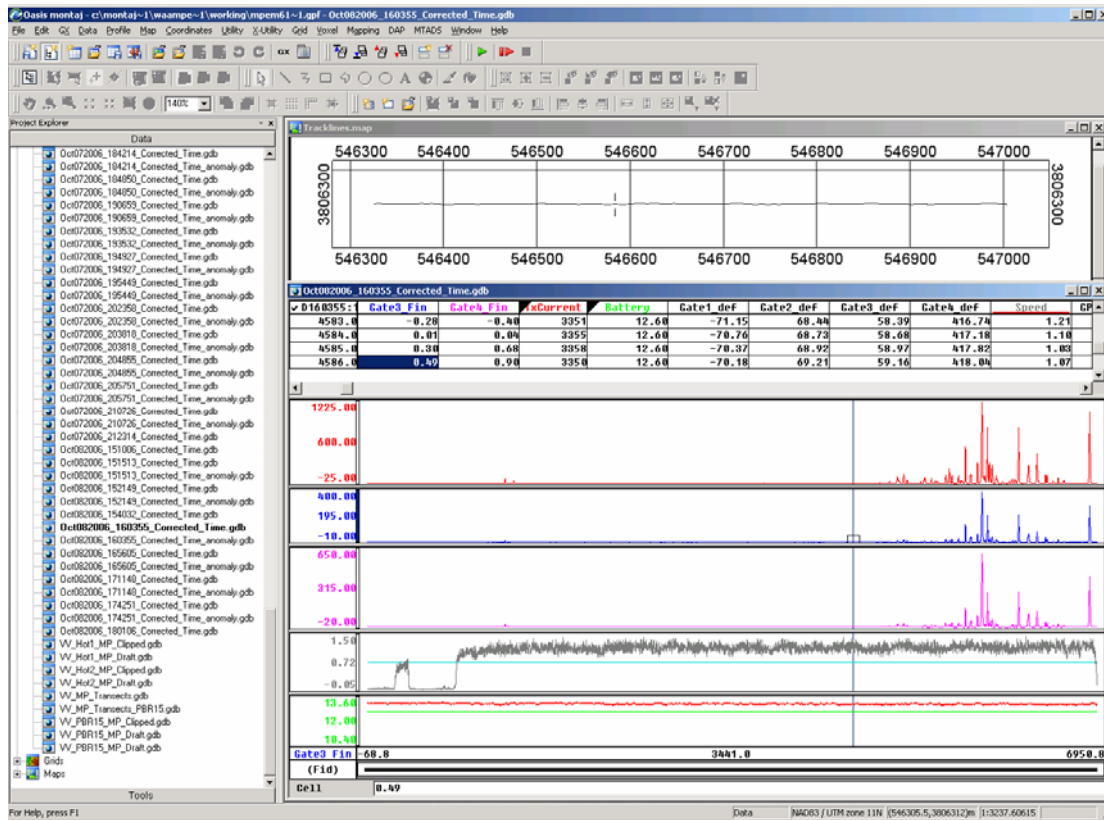 Oasis montaj - c:\montaj~1\waampe~1\working\mpem61~1.gpf - Oct082006_160355_Corrected_Time.gdb
File Edit GX Data Profile Map Coordinates Utility X-Utility Grid Voxel Mapping DAP MTADS Window Help
GX
140%
Project Explorer
Data
Oct072006_184214_Corrected_Time.gdb
Oct072006_184214_Corrected_Time_anomaly.gdb
Oct072006_184850_Corrected_Time.gdb
Oct072006_184850_Corrected_Time_anomaly.gdb
Oct072006_190659_Corrected_Time.gdb
Oct072006_190659_Corrected_Time_anomaly.gdb
Oct072006_193532_Corrected_Time.gdb
Oct072006_193532_Corrected_Time_anomaly.gdb
Oct072006_194927_Corrected_Time.gdb
Oct072006_194927_Corrected_Time_anomaly.gdb
Oct072006_195449_Corrected_Time.gdb
Oct072006_195449_Corrected_Time_anomaly.gdb
Oct072006_202358_Corrected_Time.gdb
Oct072006_202358_Corrected_Time_anomaly.gdb
Oct072006_203818_Corrected_Time.gdb
Oct072006_203818_Corrected_Time_anomaly.gdb
Oct072006_204855_Corrected_Time.gdb
Oct072006_204855_Corrected_Time_anomaly.gdb
Oct072006_205751_Corrected_Time.gdb
Oct072006_205751_Corrected_Time_anomaly.gdb
Oct072006_210726_Corrected_Time.gdb
Oct072006_210726_Corrected_Time_anomaly.gdb
Oct072006_212314_Corrected_Time.gdb
Oct082006_151006_Corrected_Time.gdb
Oct082006_151513_Corrected_Time.gdb
Oct082006_151513_Corrected_Time_anomaly.gdb
Oct082006_152149_Corrected_Time.gdb
Oct082006_152149_Corrected_Time_anomaly.gdb
Oct082006_154032_Corrected_Time.gdb
Oct082006_160355_Corrected_Time.gdb
Oct082006_160355_Corrected_Time_anomaly.gdb
Oct082006_165605_Corrected_Time.gdb
Oct082006_165605_Corrected_Time_anomaly.gdb
Oct082006_171148_Corrected_Time.gdb
Oct082006_171148_Corrected_Time_anomaly.gdb
Oct082006_174251_Corrected_Time.gdb
Oct082006_174251_Corrected_Time_anomaly.gdb
Oct082006_180106_Corrected_Time.gdb
VV_Hot1_MP_Clipped.gdb
VV_Hot1_MP_Draft.gdb
VV_Hot2_MP_Clipped.gdb
VV_Hot2_MP_Draft.gdb
VV_MP_Transects.gdb
VV_MP_Transects_PBR15.gdb
VV_PBR15_MP_Clipped.gdb
VV_PBR15_MP_Draft.gdb
VV_PBR15_MP_Draft.gdb
Grids
Maps
Tools
Tracklines.map
546300 546400 546500 546600 546700 546800 546900 547000
3806300 3806300
546300 546400 546500 546600 546700 546800 546900 547000
Oct082006_160355_Corrected_Time.gdb
D160355:1 Gate3_Fin Gate4_Fin TxCurrent Battery Gate1_def Gate2_def Gate3_def Gate4_def Speed GP
4583.0 -0.28 -0.40 3351 12.60 -71.15 68.44 58.39 416.74 1.21
4584.0 0.01 0.04 3355 12.60 -70.76 68.73 58.68 417.18 1.10
4585.0 0.30 0.68 3358 12.60 -70.37 68.92 58.97 417.82 1.03
4586.0 0.49 0.90 3350 12.60 -70.18 69.21 59.16 418.04 1.07
1225.00
600.00
-25.00
400.00
195.00
-10.00
650.00
315.00
-20.00
1.50
0.72
-0.05
13.60
12.00
10.40
Gate3 Fin -68.8 3441.0 6950.8
(Fid)
Cell 0.49
For Help, press F1 Data NAD83 / UTM zone 11N (546305.5,3806312)m 1:3237.60615